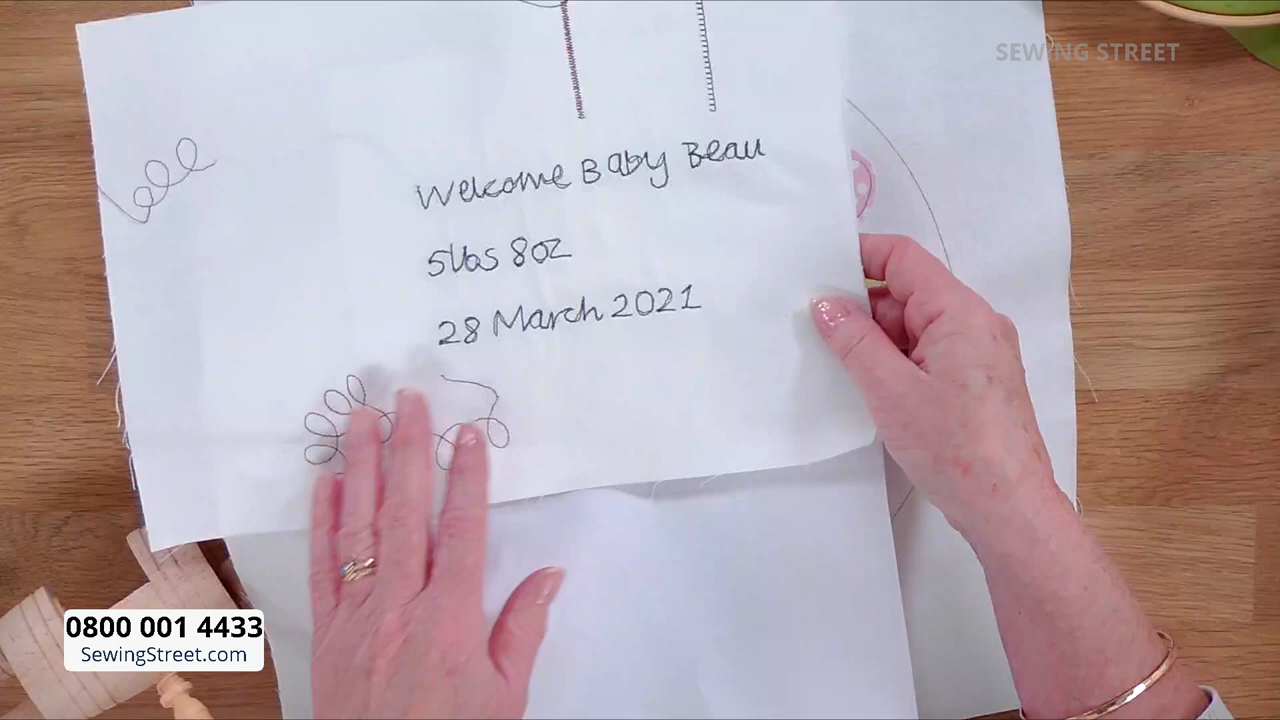 SEWING STREET
Welcome Baby Beau
5lbs 8oz
28 March 2021
0800 001 4433
SewingStreet.com